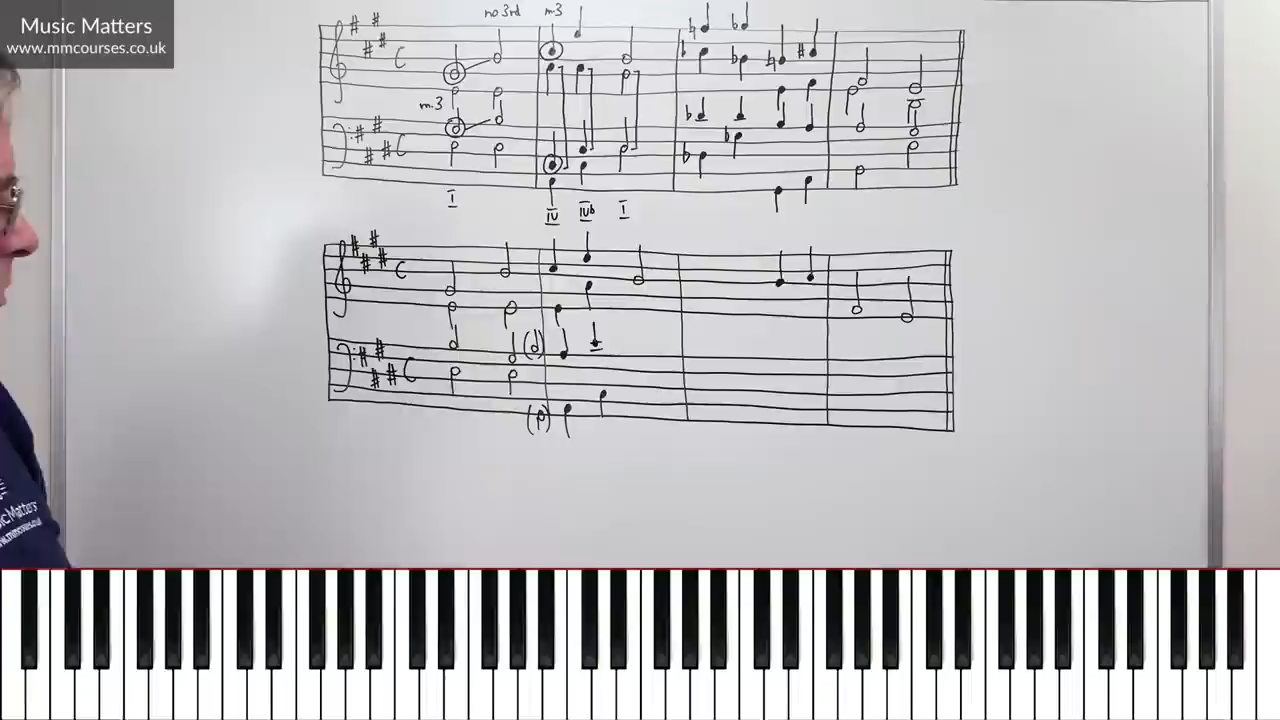 Music Matters
www.mmcourses.co.uk
no 3rd m3
m3
I IV IVb I